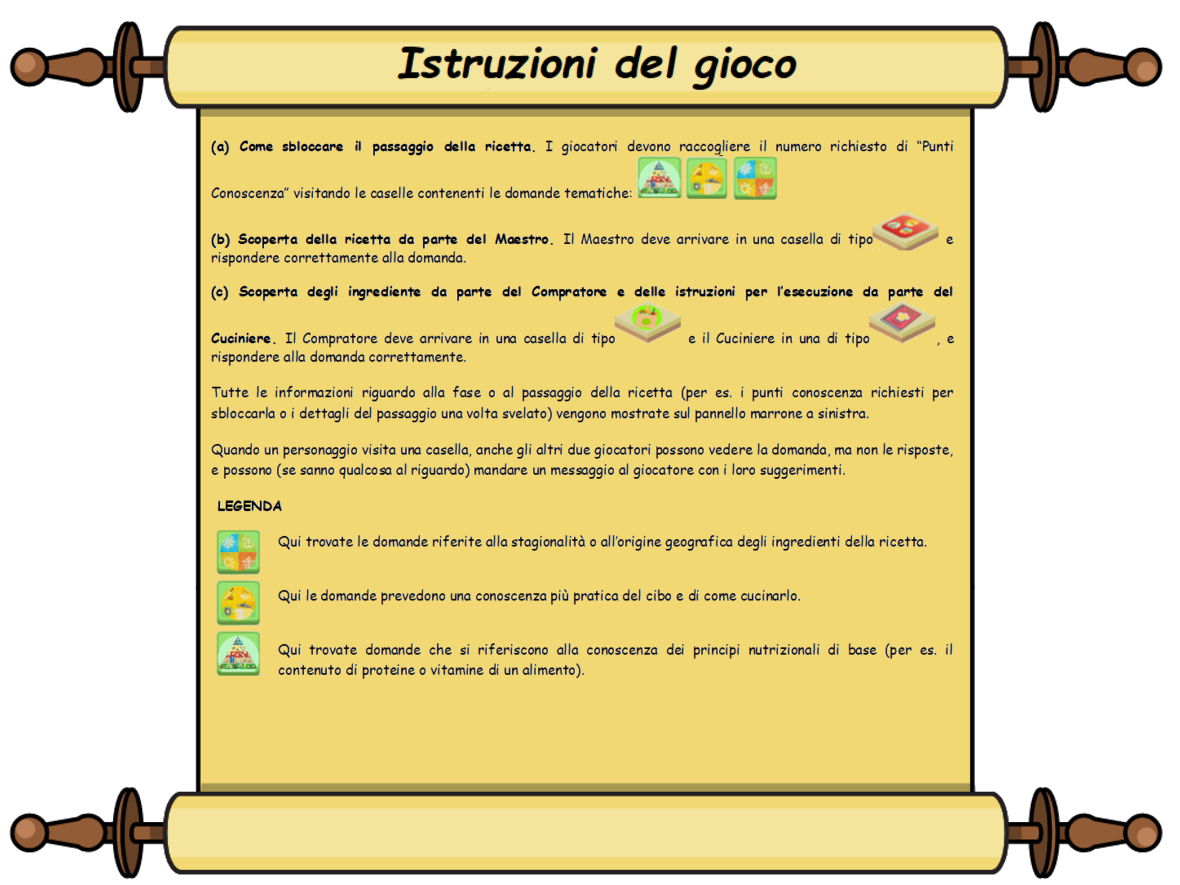 Istruzioni del gioco
(a) Come sbloccare il passaggio della ricetta. I giocatori devono raccogliere il numero richiesto di “Punti
Conoscenza” visitando le caselle contenenti le domande tematiche:
(b) Scoperta della ricetta da parte del Maestro. Il Maestro deve arrivare in una casella di tipo e
rispondere correttamente alla domanda.
(c) Scoperta degli ingrediente da parte del Compratore e delle istruzioni per l’esecuzione da parte del
Cuciniere. Il Compratore deve arrivare in una casella di tipo e il Cuciniere in una di tipo , e
rispondere alla domanda correttamente.
Tutte le informazioni riguardo alla fase o al passaggio della ricetta (per es. i punti conoscenza richiesti per
sbloccarla o i dettagli del passaggio una volta svelato) vengono mostrate sul pannello marrone a sinistra.
Quando un personaggio visita una casella, anche gli altri due giocatori possono vedere la domanda, ma non le risposte,
e possono (se sanno qualcosa al riguardo) mandare un messaggio al giocatore con i loro suggerimenti.
LEGENDA
Qui trovate le domande riferite alla stagionalità o all’origine geografica degli ingredienti della ricetta.
Qui le domande prevedono una conoscenza più pratica del cibo e di come cucinarlo.
Qui trovate domande che si riferiscono alla conoscenza dei principi nutrizionali di base (per es. il
contenuto di proteine o vitamine di un alimento).